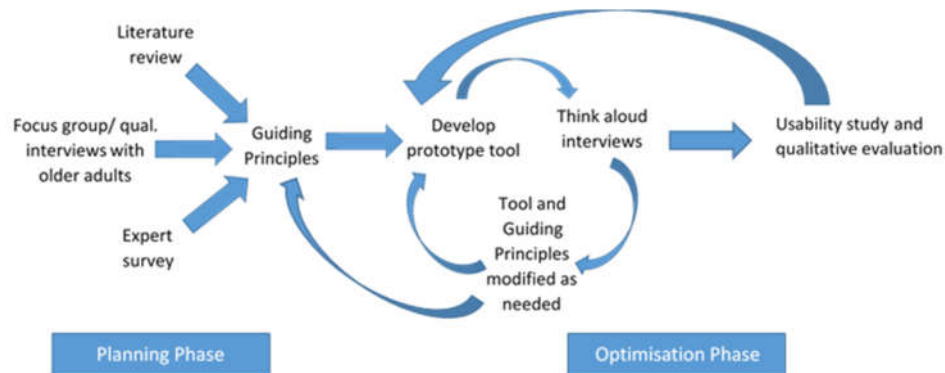 Literature
review
Focus group/ qual.
interviews with
older adults
Expert
survey
Guiding
Principles
Develop
prototype tool
Think aloud
interviews
Tool and
Guiding
Principles
modified as
needed
Usability study and
qualitative evaluation
Planning Phase
Optimisation Phase